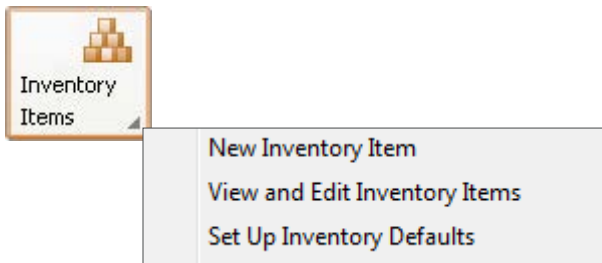 Inventory
Items
New Inventory Item
View and Edit Inventory Items
Set Up Inventory Defaults